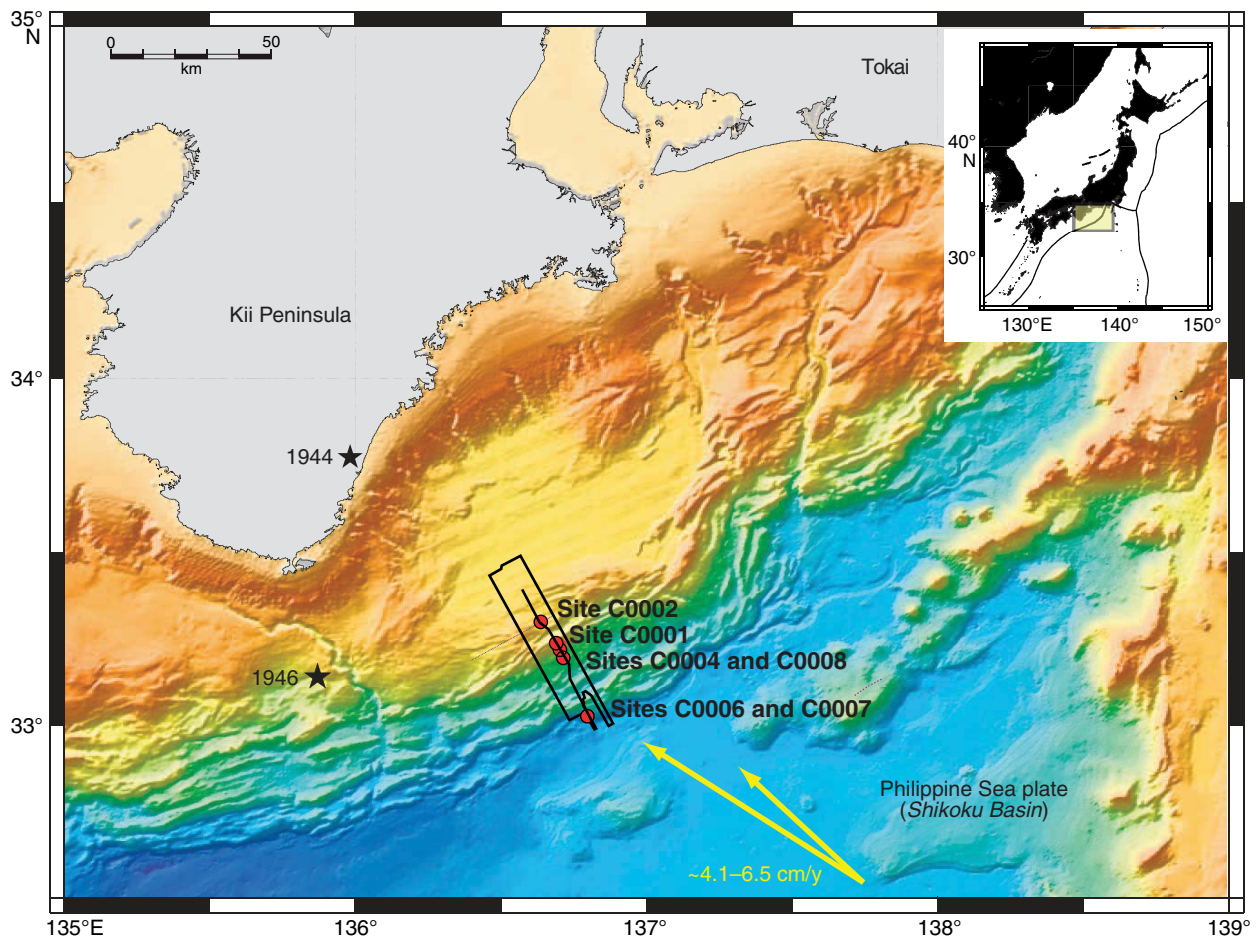 35°
N
0
50
km
Tokai
40°
N
30°
130°E
140°
150°
Kii Peninsula
34°
1944
Site C0002
Site C0001
Sites C0004 and C0008
1946
Sites C0006 and C0007
33°
Philippine Sea plate
(Shikoku Basin)
~4.1–6.5 cm/y
135°E
136°
137°
138°
139°